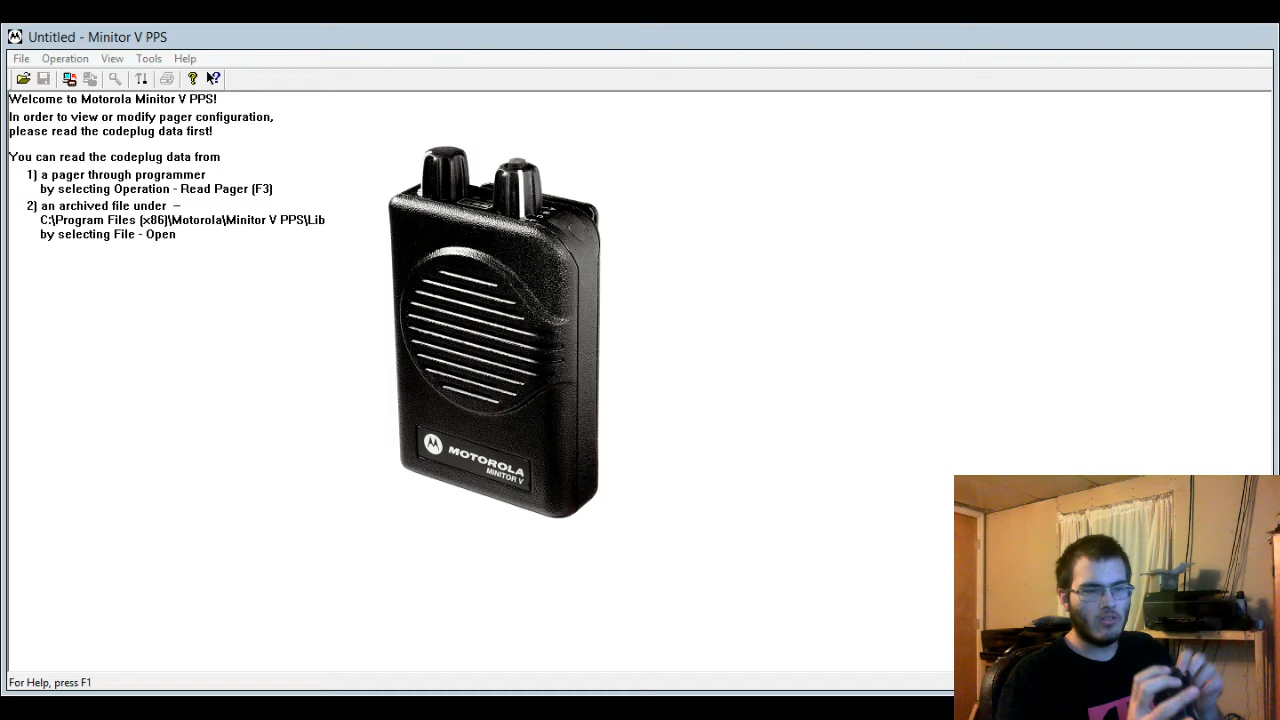 Untitled - Minitor V PPS
File Operation View Tools Help
Welcome to Motorola Minitor V PPS!
In order to view or modify pager configuration,
please read the codeplug data first!
You can read the codeplug data from
1) a pager through programmer
by selecting Operation - Read Pager (F3)
2) an archived file under –
C:\Program Files (x86)\Motorola\Minitor V PPS\Lib
by selecting File - Open
MOTOROLA
MINITOR V
For Help, press F1